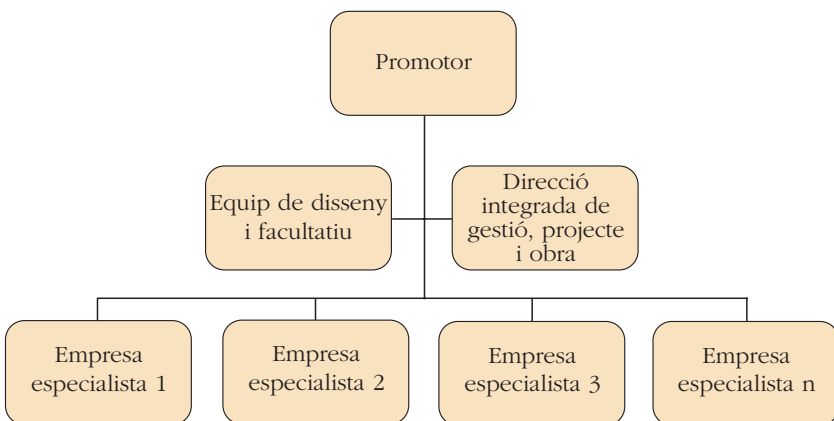 Promotor
Equip de disseny
i facultatiu
Direcció
integrada de
gestió, projecte
i obra
Empresa
especialista 1
Empresa
especialista 2
Empresa
especialista 3
Empresa
especialista n